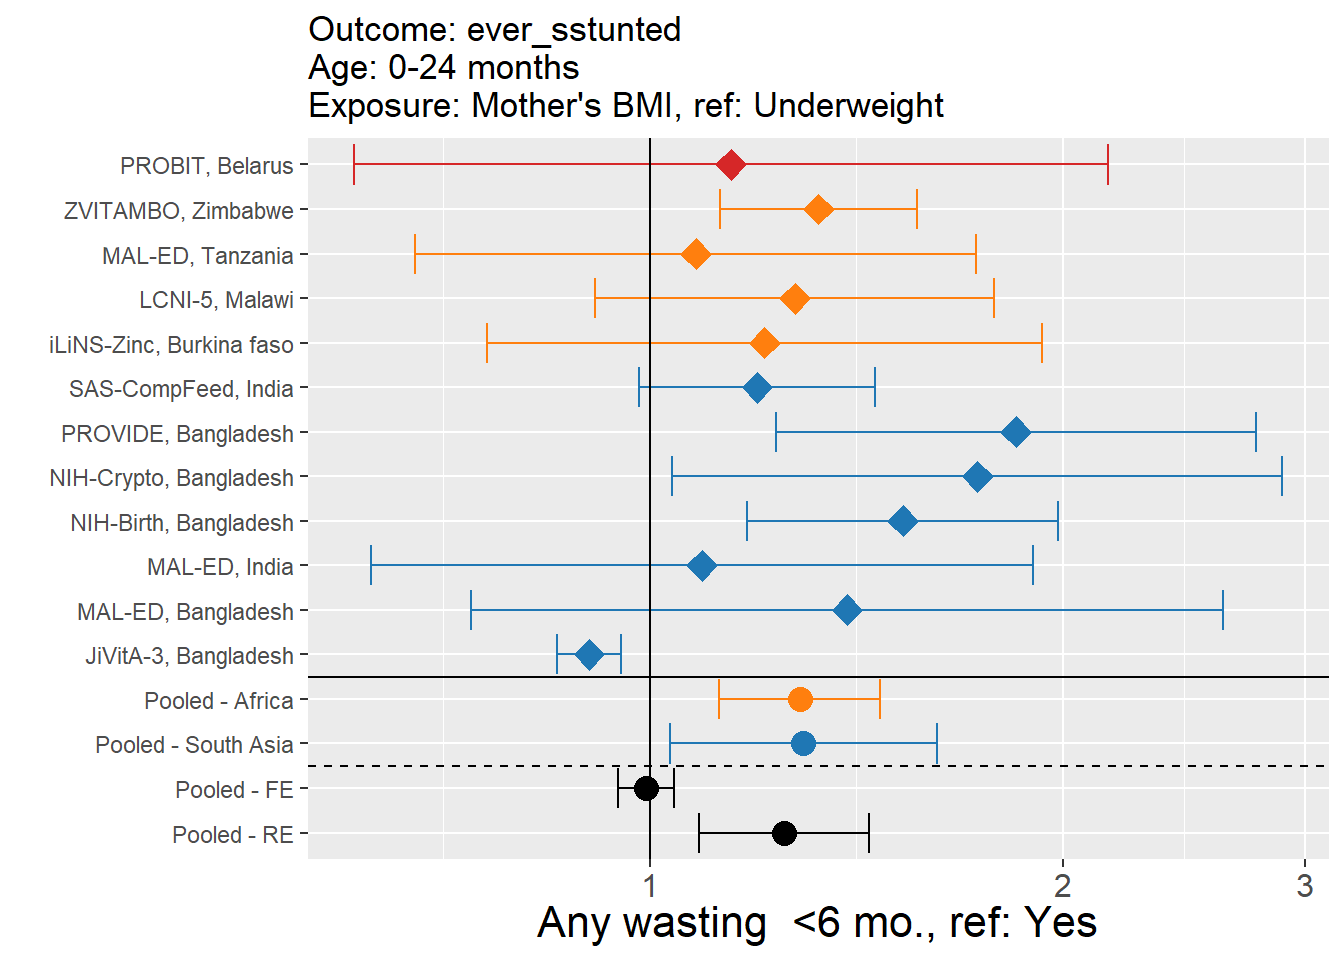 Outcome: ever_sstunted
Age: 0-24 months
Exposure: Mother's BMI, ref: Underweight
PROBIT, Belarus
ZVITAMBO, Zimbabwe
MAL-ED, Tanzania
LCNI-5, Malawi
iLiNS-Zinc, Burkina faso
SAS-CompFeed, India
PROVIDE, Bangladesh
NIH-Crypto, Bangladesh
NIH-Birth, Bangladesh
MAL-ED, India
MAL-ED, Bangladesh
JiVitA-3, Bangladesh
Pooled - Africa
Pooled - South Asia
Pooled - FE
Pooled - RE
1 2 3
Any wasting  <6 mo., ref: Yes